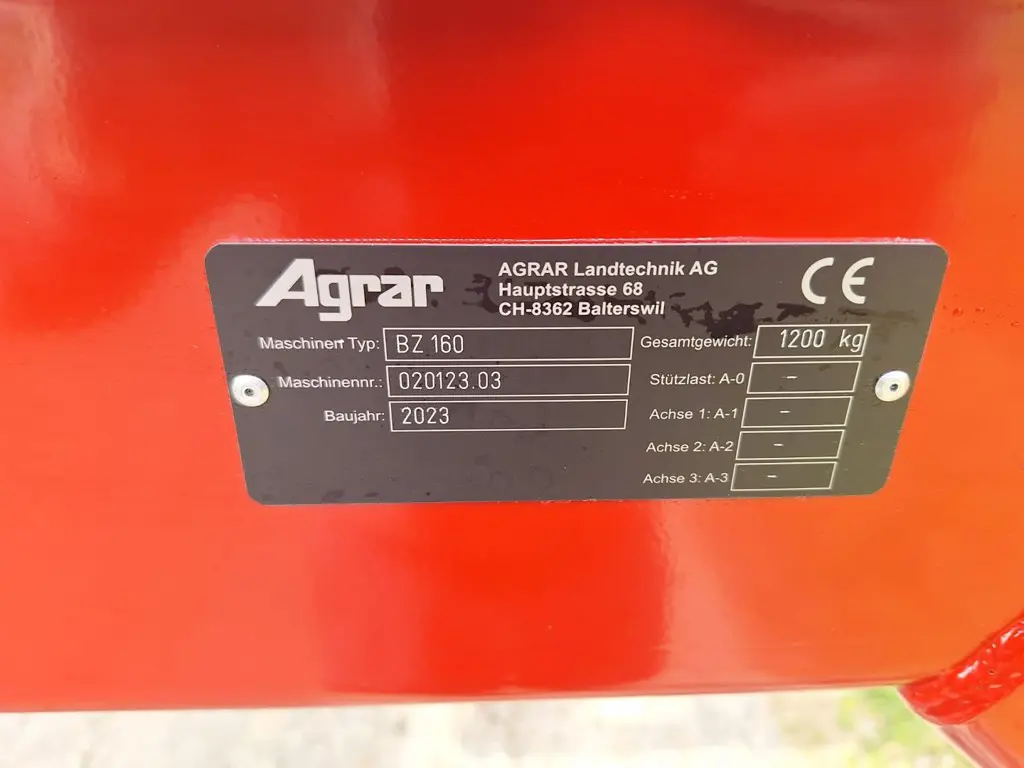 Agrar
AGRAR Landtechnik AG
Hauptstrasse 68
CH-8362 Balterswil
CE
Maschinen Typ: BZ 160
Maschinennr.: 020123.03
Baujahr: 2023
Gesamtgewicht: 1200 kg
Stützlast: A-0 –
Achse 1: A-1 –
Achse 2: A-2 –
Achse 3: A-3 –